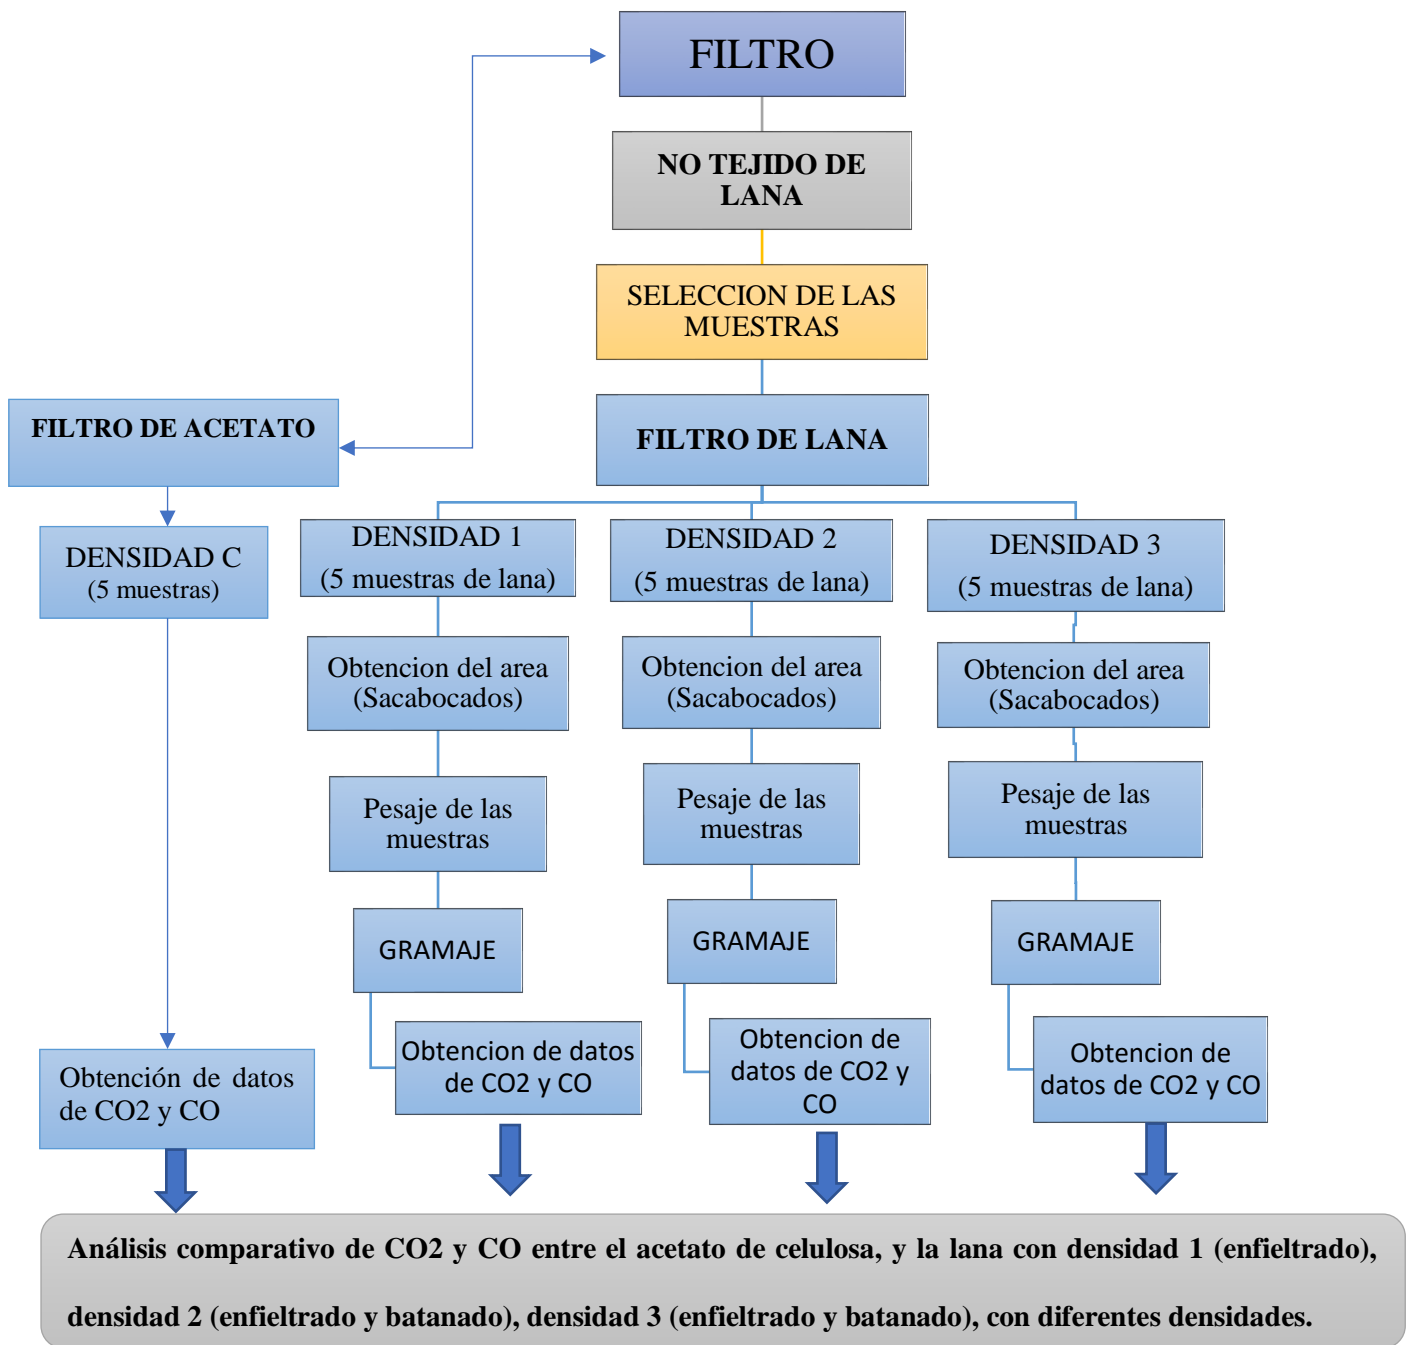 FILTRO
NO TEJIDO DE
LANA
SELECCION DE LAS
MUESTRAS
FILTRO DE ACETATO
FILTRO DE LANA
DENSIDAD C
(5 muestras)
DENSIDAD 1
(5 muestras de lana)
DENSIDAD 2
(5 muestras de lana)
DENSIDAD 3
(5 muestras de lana)
Obtencion del area
(Sacabocados)
Obtencion del area
(Sacabocados)
Obtencion del area
(Sacabocados)
Pesaje de las
muestras
Pesaje de las
muestras
Pesaje de las
muestras
GRAMAJE
GRAMAJE
GRAMAJE
Obtención de datos
de CO2 y CO
Obtencion de datos
de CO2 y CO
Obtencion de
datos de CO2 y
CO
Obtencion de
datos de CO2 y CO
Análisis comparativo de CO2 y CO entre el acetato de celulosa, y la lana con densidad 1 (enfieltrado),
densidad 2 (enfieltrado y batanado), densidad 3 (enfieltrado y batanado), con diferentes densidades.